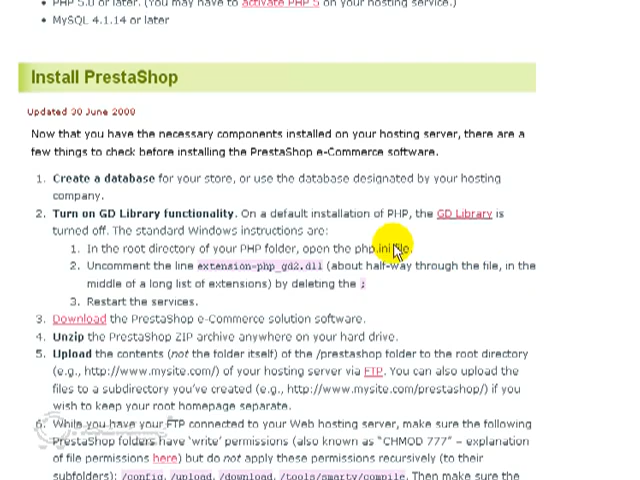 • PHP 5.0 or later. (You may have to activate PHP 5 on your hosting service.)
• MySQL 4.1.14 or later
Install PrestaShop
Updated 30 June 2009
Now that you have the necessary components installed on your hosting server, there are a
few things to check before installing the PrestaShop e-Commerce software.
1. Create a database for your store, or use the database designated by your hosting
company.
2. Turn on GD Library functionality. On a default installation of PHP, the GD Library is
turned off. The standard Windows instructions are:
1. In the root directory of your PHP folder, open the php.ini file.
2. Uncomment the line extension=php_gd2.dll (about half-way through the file, in the
middle of a long list of extensions) by deleting the ;
3. Restart the services.
3. Download the PrestaShop e-Commerce solution software.
4. Unzip the PrestaShop ZIP archive anywhere on your hard drive.
5. Upload the contents (not the folder itself) of the /prestashop folder to the root directory
(e.g., http://www.mysite.com/) of your hosting server via FTP. You can also upload the
files to a subdirectory you've created (e.g., http://www.mysite.com/prestashop/) if you
wish to keep your root homepage separate.
6. While you have your FTP connected to your Web hosting server, make sure the following
PrestaShop folders have 'write' permissions (also known as "CHMOD 777" – explanation
of file permissions here) but do not apply these permissions recursively (to their
subfolders): /config, /upload, /download, /tools/smarty/compile. Then make sure the